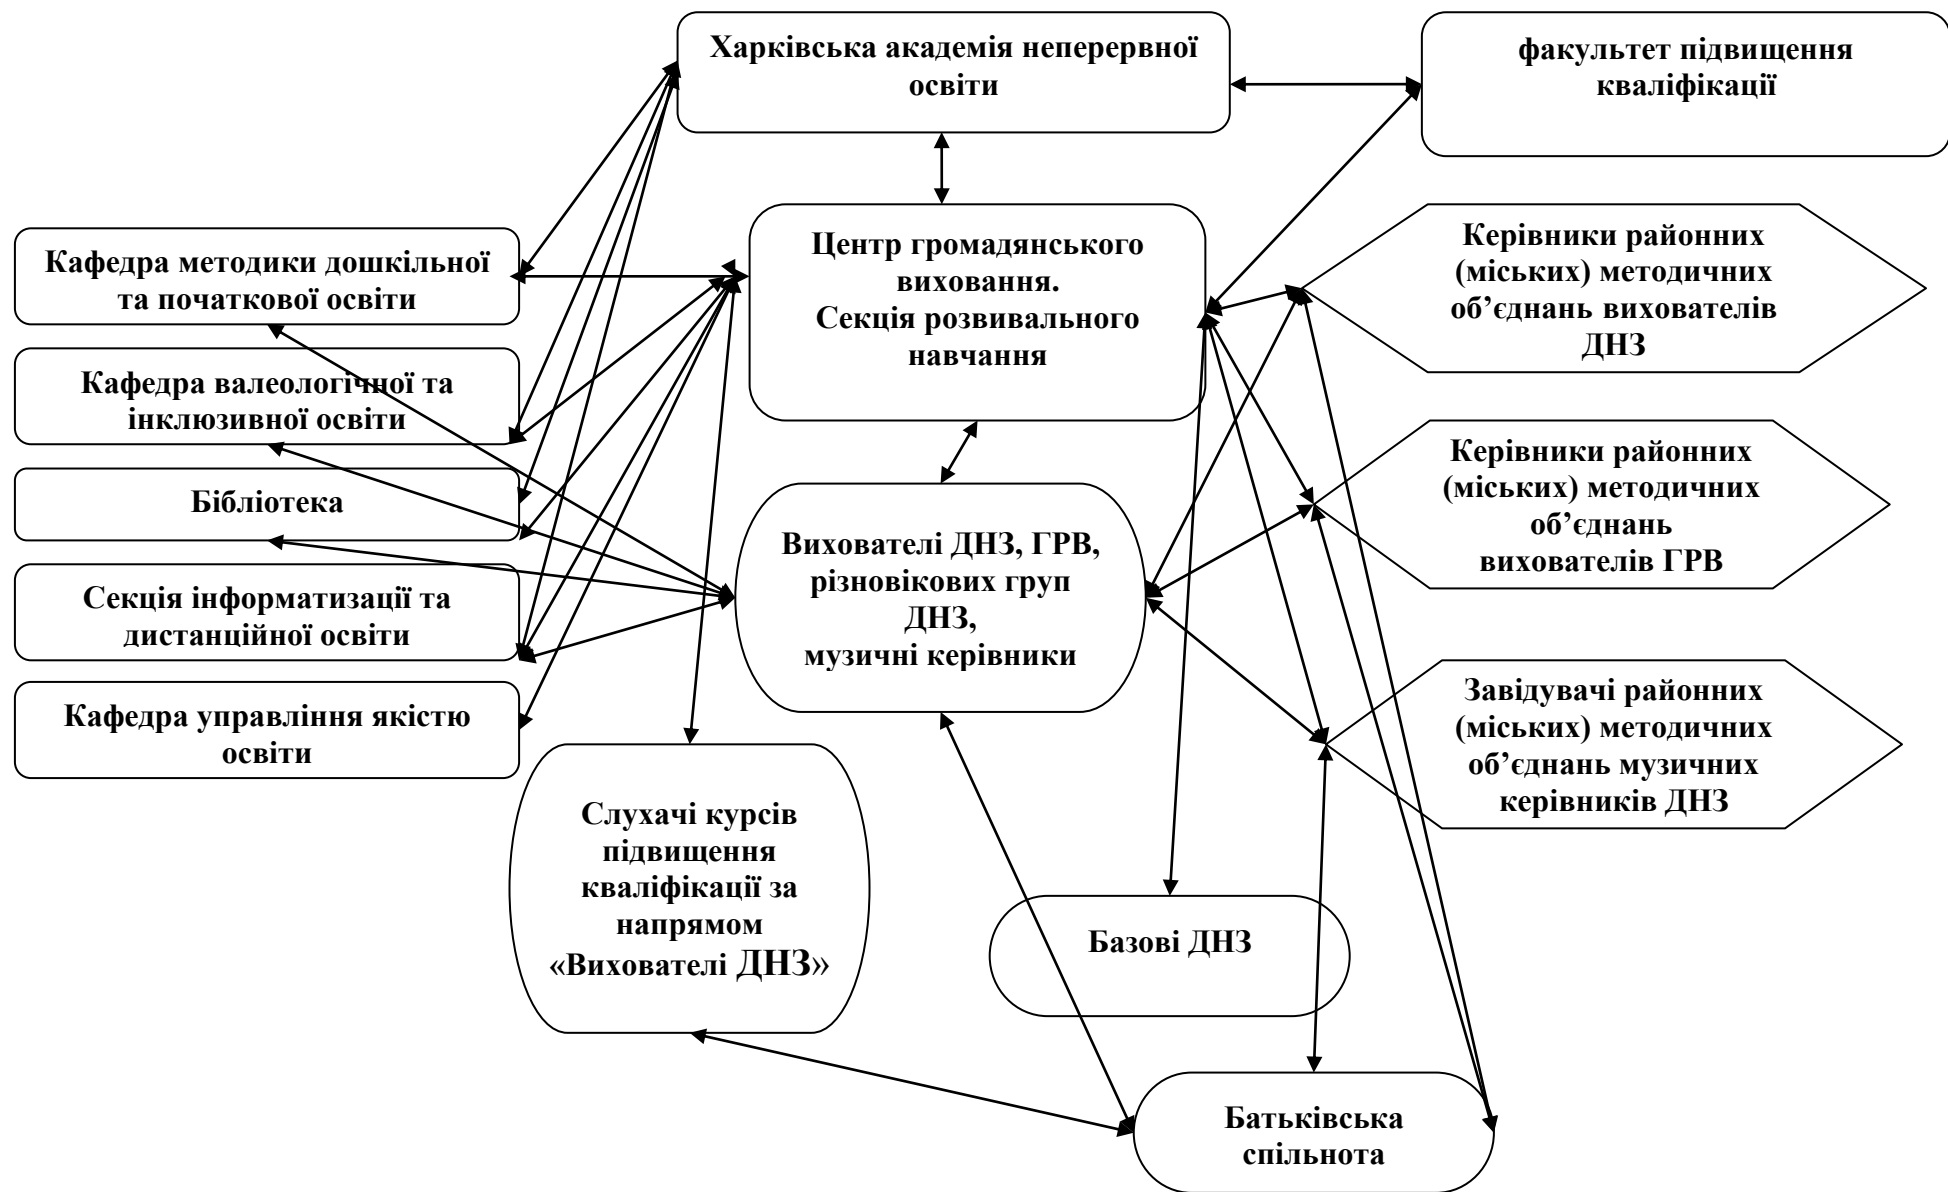 Харківська академія неперервної
освіти
факультет підвищення
кваліфікації
Кафедра методики дошкільної
та початкової освіти
Кафедра валеологічної та
інклюзивної освіти
Бібліотека
Секція інформатизації та
дистанційної освіти
Кафедра управління якістю
освіти
Центр громадянського
виховання.
Секція розвивального
навчання
Вихователі ДНЗ, ГРВ,
різновікових груп
ДНЗ,
музичні керівники
Керівники районних
(міських) методичних
об’єднань вихователів
ДНЗ
Керівники районних
(міських) методичних
об’єднань
вихователів ГРВ
Завідувачі районних
(міських) методичних
об’єднань музичних
керівників ДНЗ
Слухачі курсів
підвищення
кваліфікації за
напрямом
«Вихователі ДНЗ»
Базові ДНЗ
Батьківська
спільнота